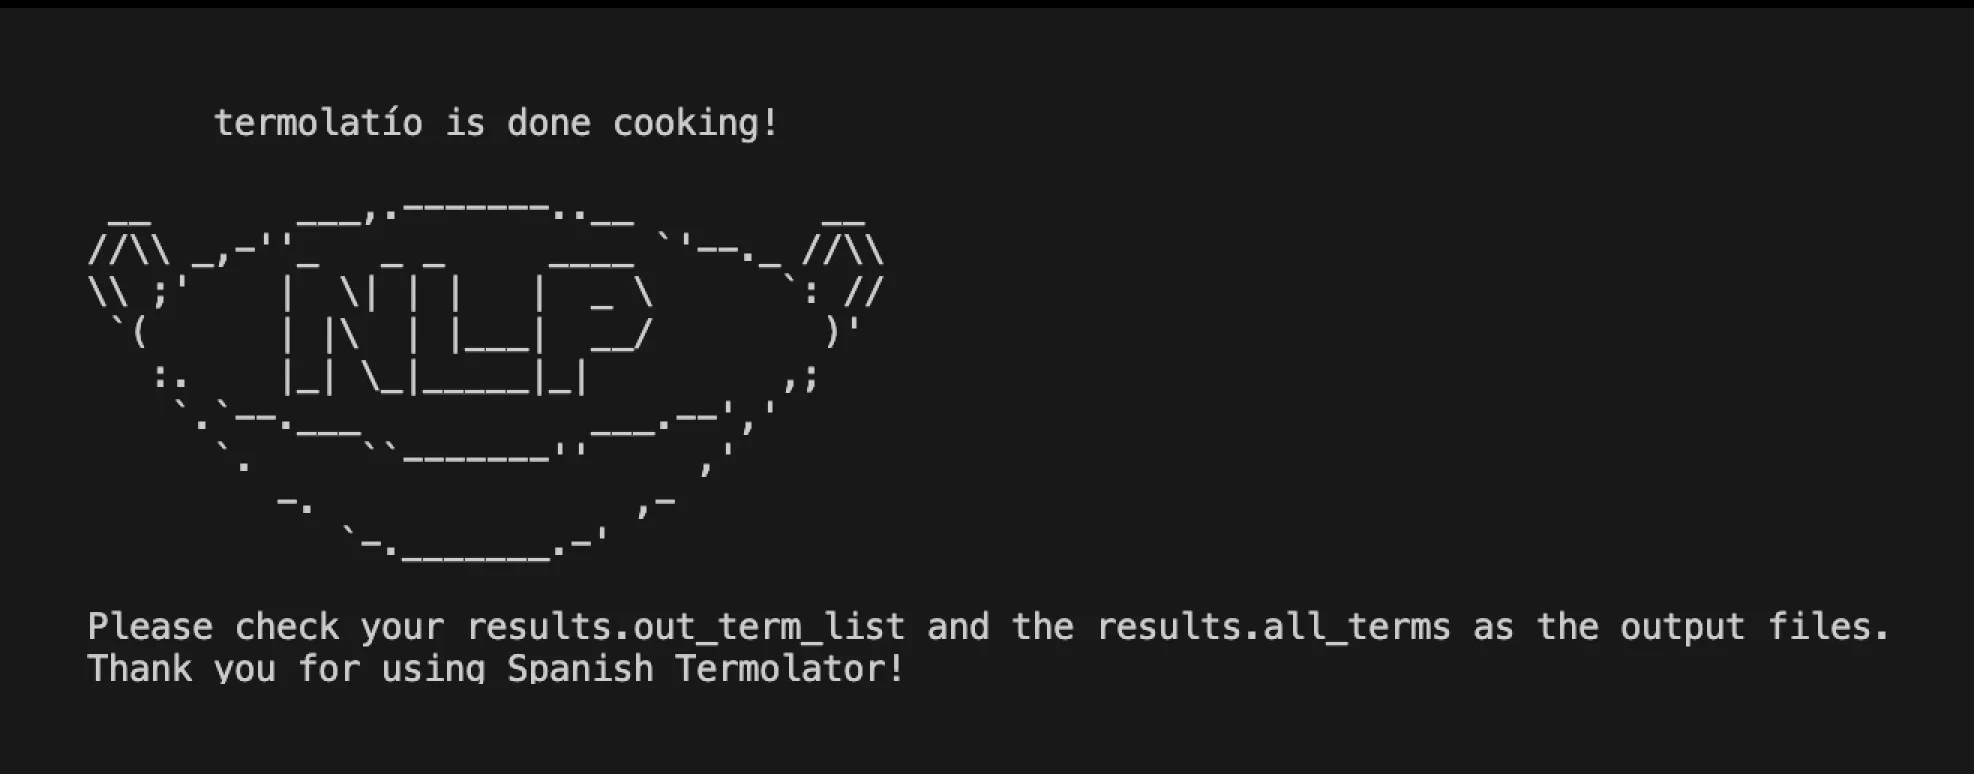 termolatío is done cooking!
NLP
Please check your results.out_term_list and the results.all_terms as the output files.
Thank you for using Spanish Termolator!